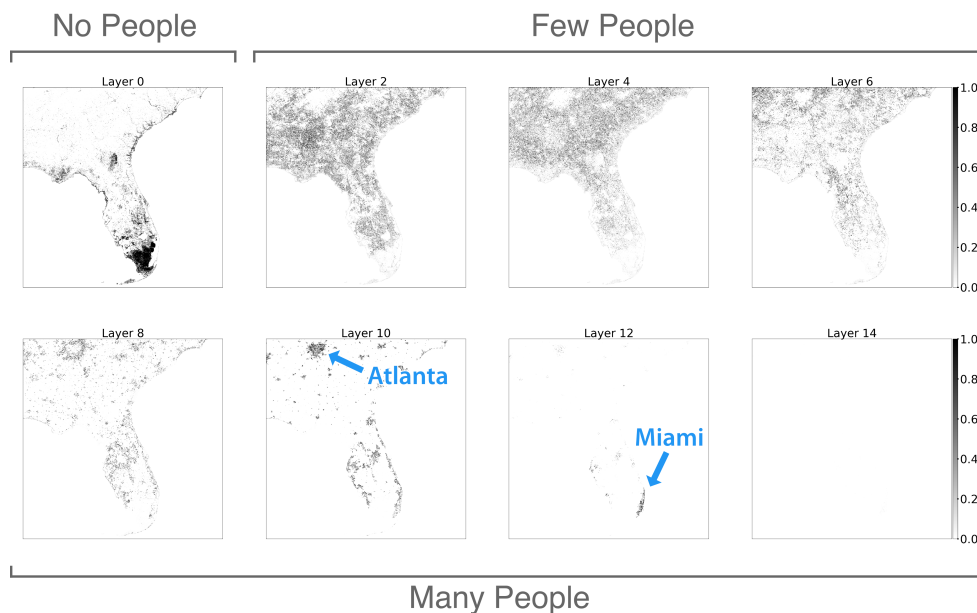 No People
Few People
Layer 0
Layer 2
Layer 4
Layer 6
1.0
0.8
0.6
0.4
0.2
0.0
Layer 8
Layer 10
Layer 12
Layer 14
Atlanta
Miami
1.0
0.8
0.6
0.4
0.2
0.0
Many People